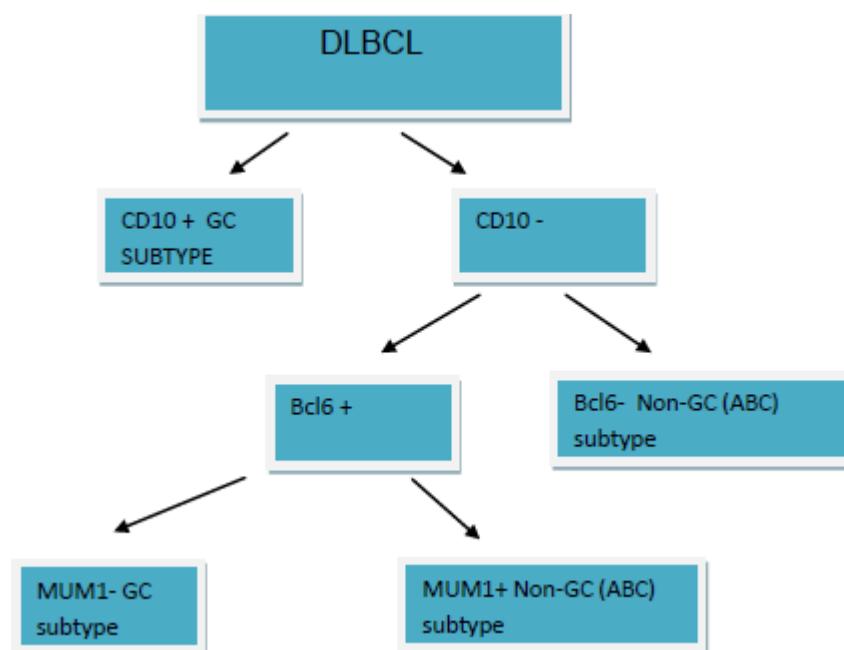 DLBCL
CD10 + GC
SUBTYPE
CD10 -
Bcl6 +
Bcl6- Non-GC (ABC)
subtype
MUM1- GC
subtype
MUM1+ Non-GC (ABC)
subtype